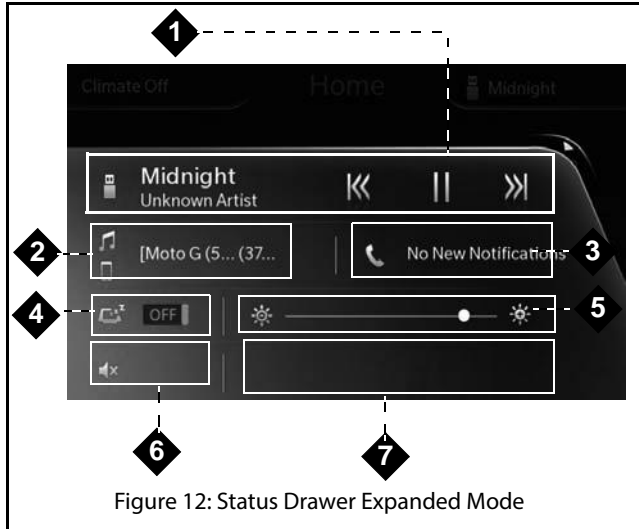 1
Climate Off Home Midnight
Midnight
Unknown Artist
2
[Moto G (5... (37...
No New Notifications
3
4
OFF
5
6
7
Figure 12: Status Drawer Expanded Mode